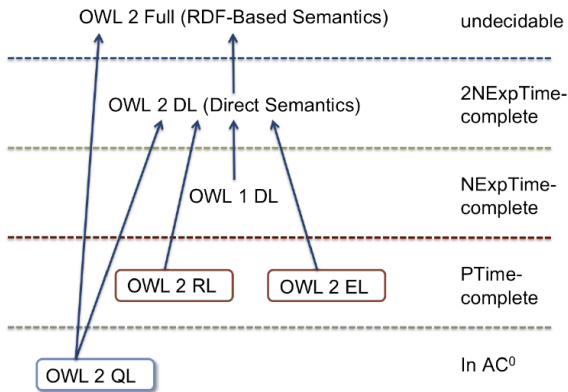 OWL 2 Full (RDF-Based Semantics)
undecidable
OWL 2 DL (Direct Semantics)
2NExpTime-
complete
OWL 1 DL
NExpTime-
complete
OWL 2 RL
OWL 2 EL
PTime-
complete
OWL 2 QL
In AC⁰